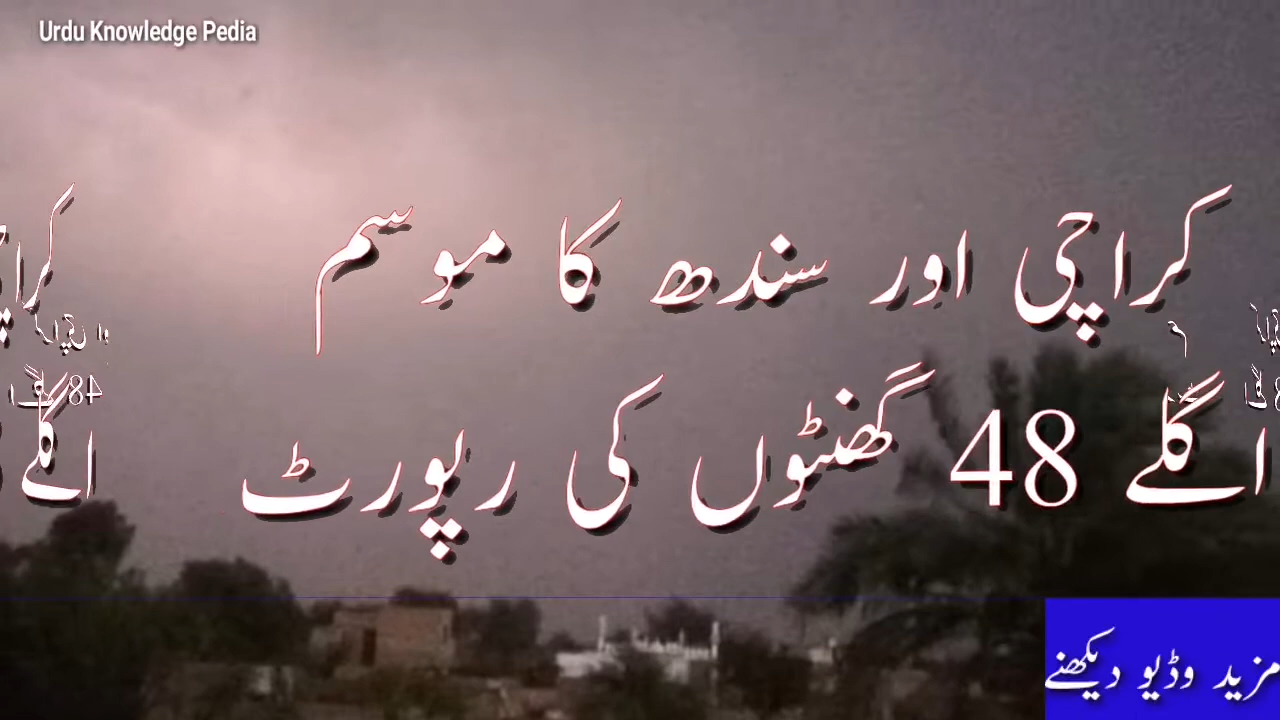 Urdu Knowledge Pedia
کراچی اور سندھ کا موسم
اگلے 48 گھنٹوں کی رپورٹ
مزید وڈیو دیکھنے